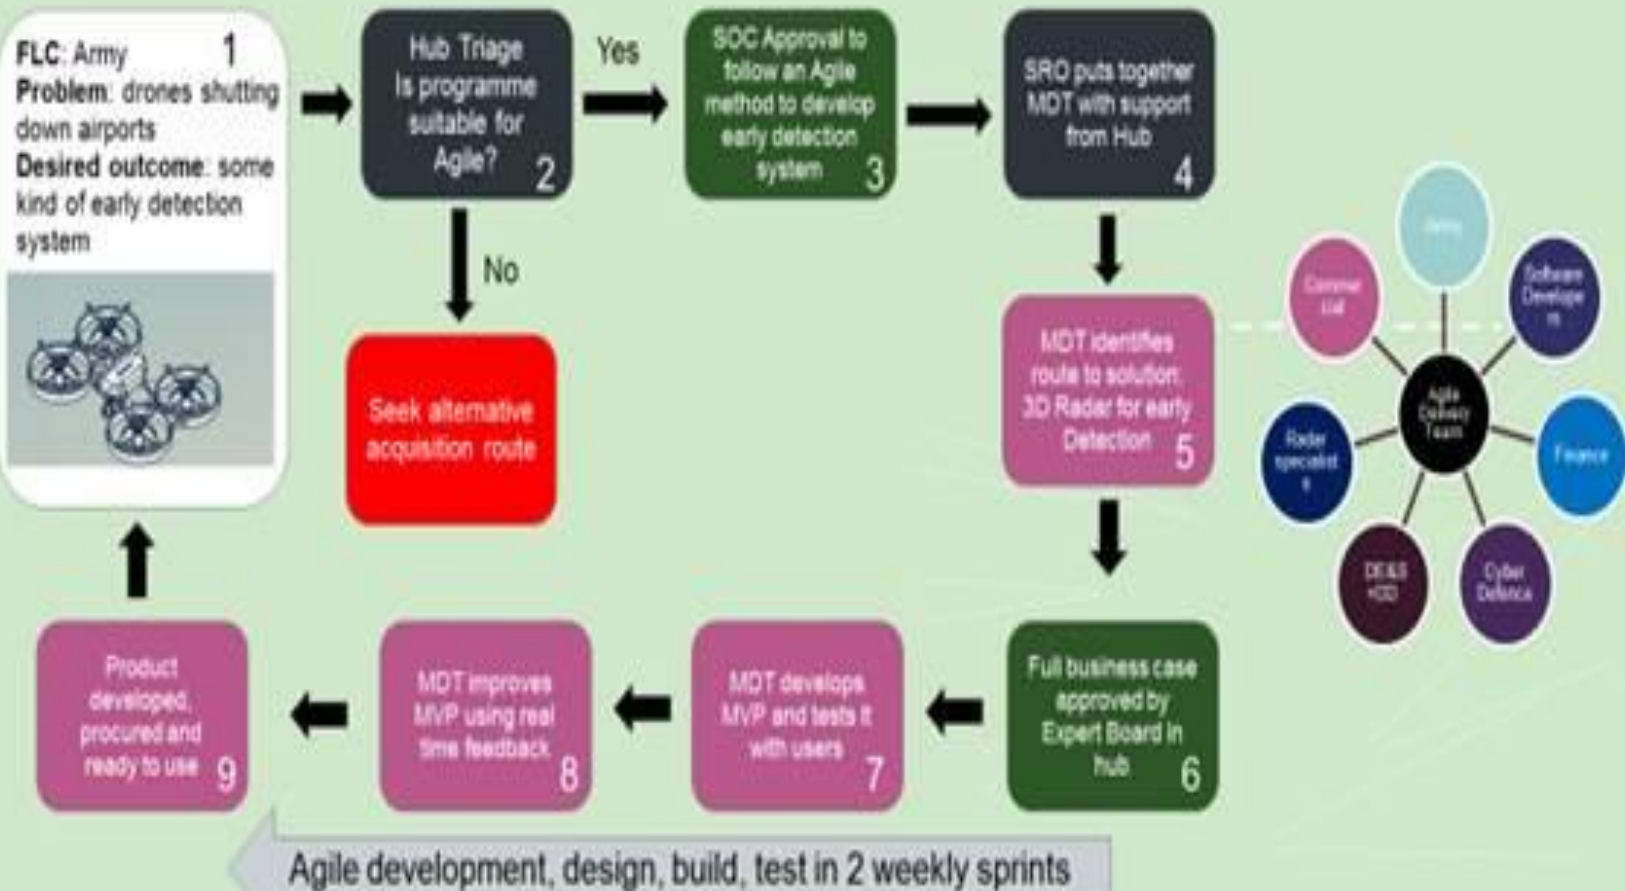 FLC: Army
1
Problem: drones shutting
down airports
Desired outcome: some
kind of early detection
system
Hub Triage
Is programme
suitable for
Agile?
2
Yes
No
Seek alternative
acquisition route
SOC Approval to
follow an Agile
method to develop
early detection
system
3
SRO puts together
MDT with support
from Hub
4
MDT identifies
route to solution:
3D Radar for early
Detection
5
Full business case
approved by
Expert Board in
hub
6
MDT develops
MVP and tests it
with users
7
MDT improves
MVP using real
time feedback
8
Product
developed,
procured and
ready to use
9
Agile development, design, build, test in 2 weekly sprints
Army
Software
Develope
rs
Finance
Cyber
Defence
Radar
specialist
s
Commer
cial
Agile
Delivery
Team